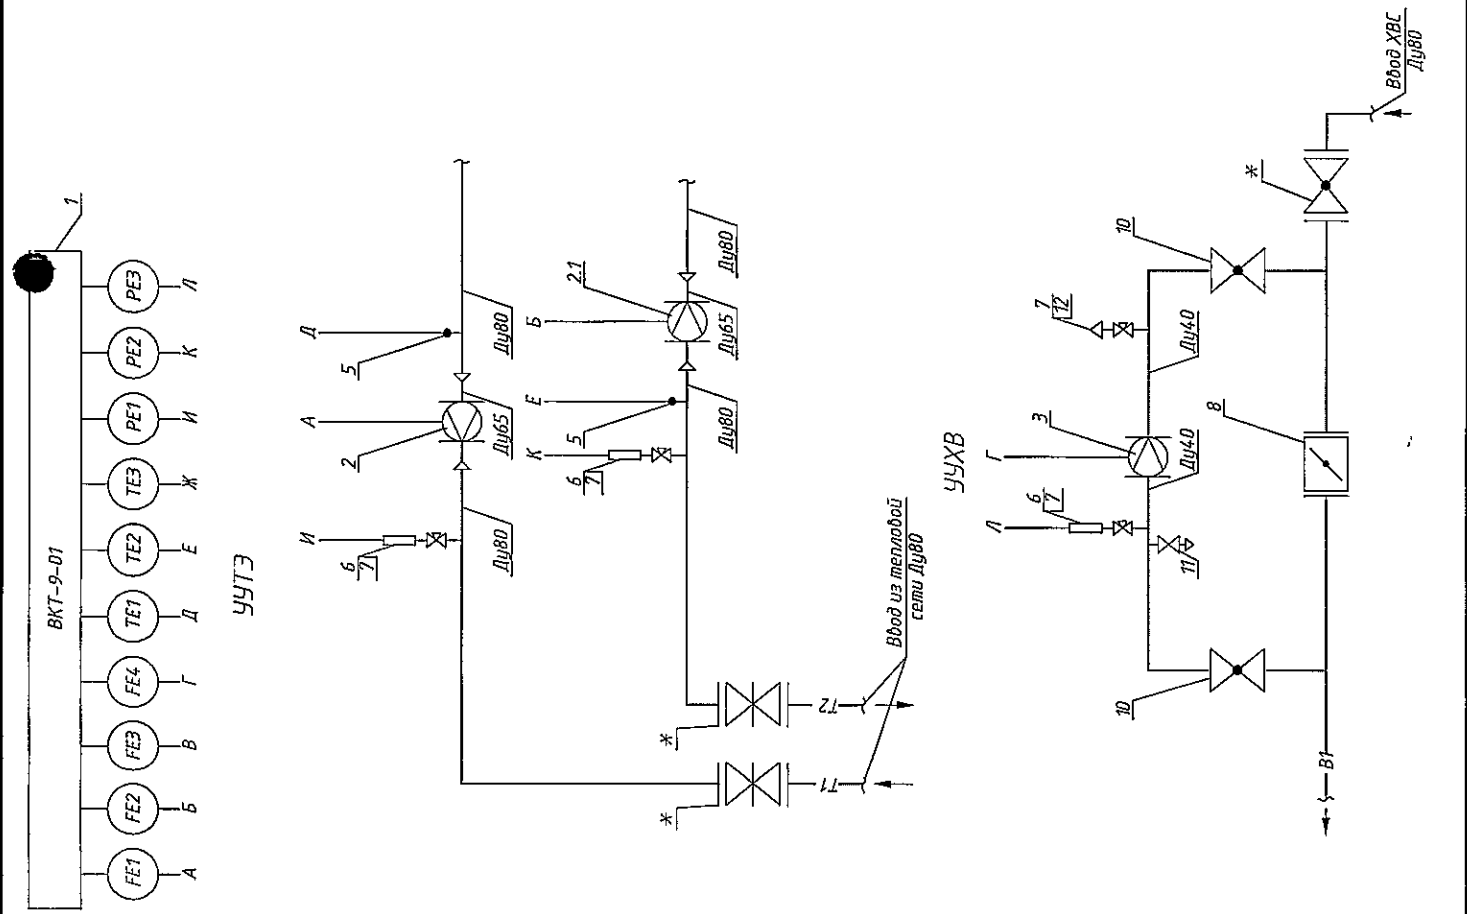 1
ВКТ-9-01
FE1
FE2
FE3
FE4
TE1
TE2
TE3
PE1
PE2
PE3
А
Б
В
Г
Д
Е
Ж
И
К
Л
УУТЭ
И
А
Д
6
7
2
5
Ду80
Ду65
Ду80
К
Е
Б
6
7
5
2.1
Ду80
Ду65
Ду80
*
*
Т1
Т2
Ввод из тепловой
сети Ду80
УУХВ
Л
Г
6
7
3
7
12
10
10
11
Ду40
Ду40
*
8
В1
Ввод ХВС
Ду80